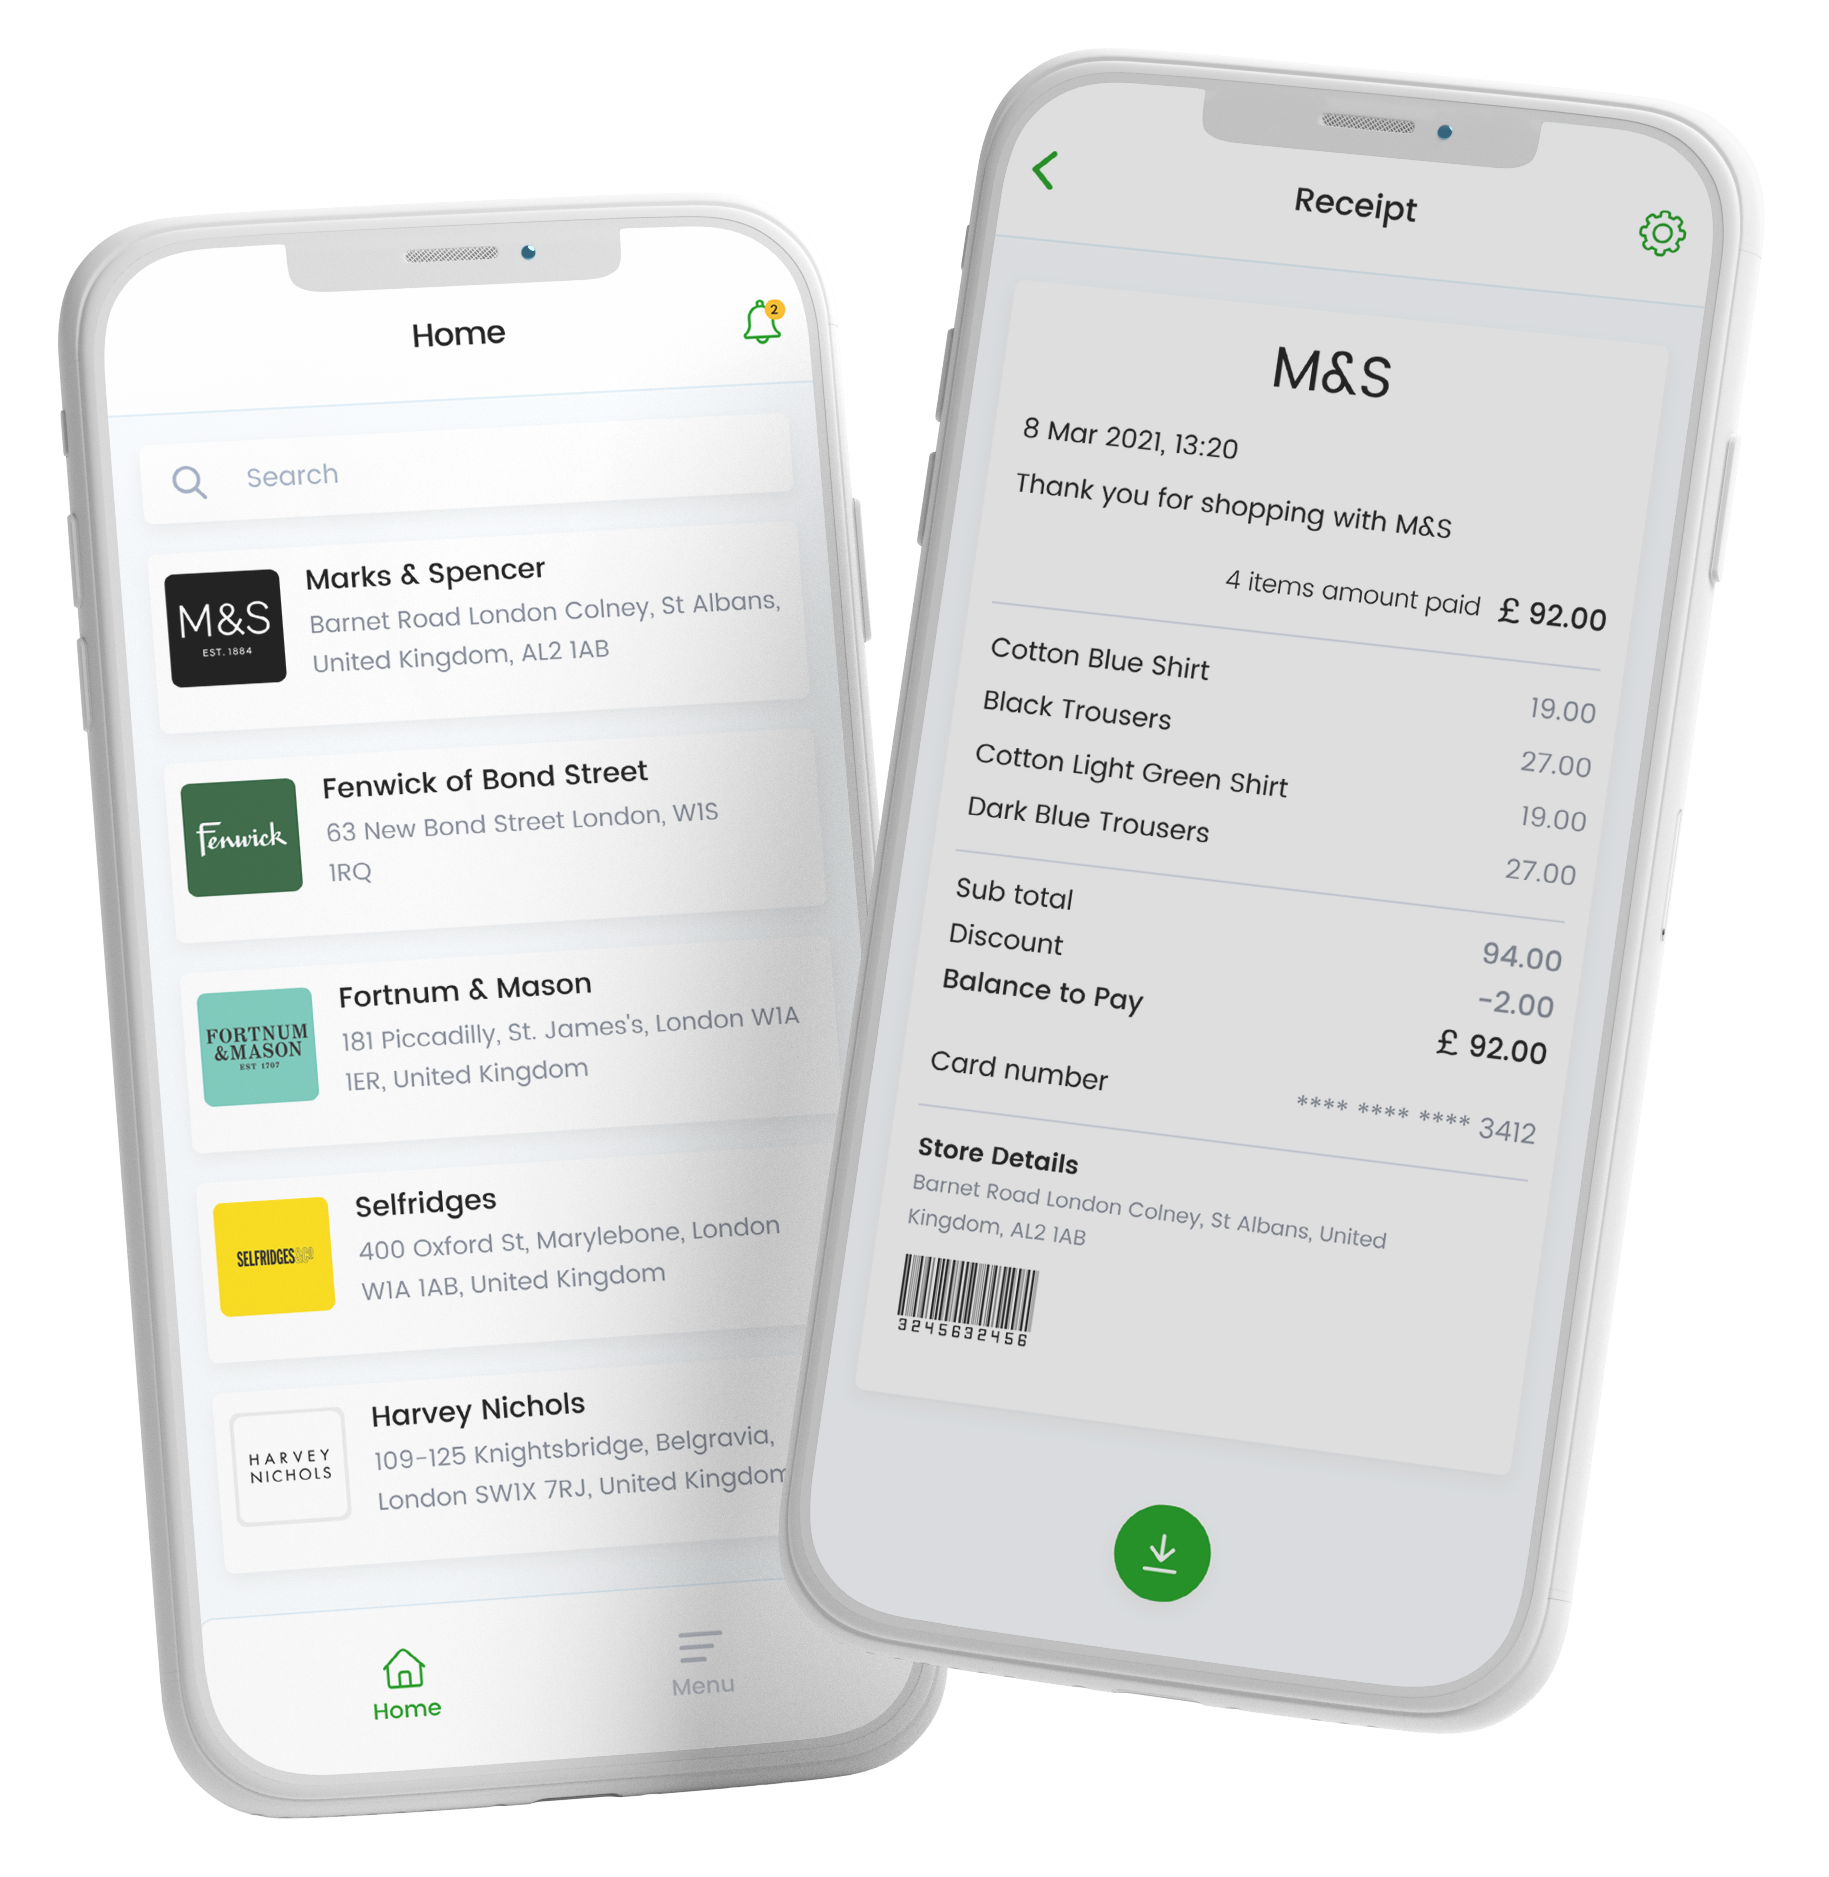 Home
2
Search
M&S
EST. 1884
Marks & Spencer
Barnet Road London Colney, St Albans,
United Kingdom, AL2 1AB
Fenwick
Fenwick of Bond Street
63 New Bond Street London, W1S
1RQ
FORTNUM
&MASON
EST 1707
Fortnum & Mason
181 Piccadilly, St. James's, London W1A
1ER, United Kingdom
SELFRIDGES&CO
Selfridges
400 Oxford St, Marylebone, London
W1A 1AB, United Kingdom
HARVEY
NICHOLS
Harvey Nichols
109-125 Knightsbridge, Belgravia,
London SW1X 7RJ, United Kingdom
Home
Menu
Receipt
M&S
8 Mar 2021, 13:20
Thank you for shopping with M&S
4 items amount paid £ 92.00
Cotton Blue Shirt 19.00
Black Trousers 27.00
Cotton Light Green Shirt 19.00
Dark Blue Trousers 27.00
Sub total 94.00
Discount -2.00
Balance to Pay £ 92.00
Card number **** **** **** 3412
Store Details
Barnet Road London Colney, St Albans, United
Kingdom, AL2 1AB
3245632456